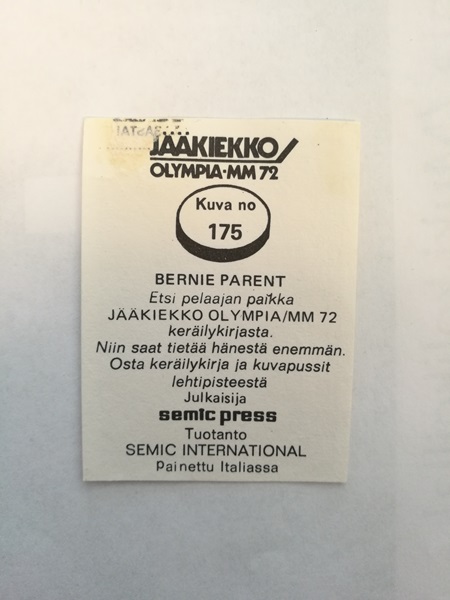 JÄÄKIEKKO/
OLYMPIA-MM 72
Kuva no
175
BERNIE PARENT
Etsi pelaajan paikka
JÄÄKIEKKO OLYMPIA/MM 72
keräilykirjasta.
Niin saat tietää hänestä enemmän.
Osta keräilykirja ja kuvapussit
lehtipisteestä
Julkaisija
semic press
Tuotanto
SEMIC INTERNATIONAL
Painettu Italiassa